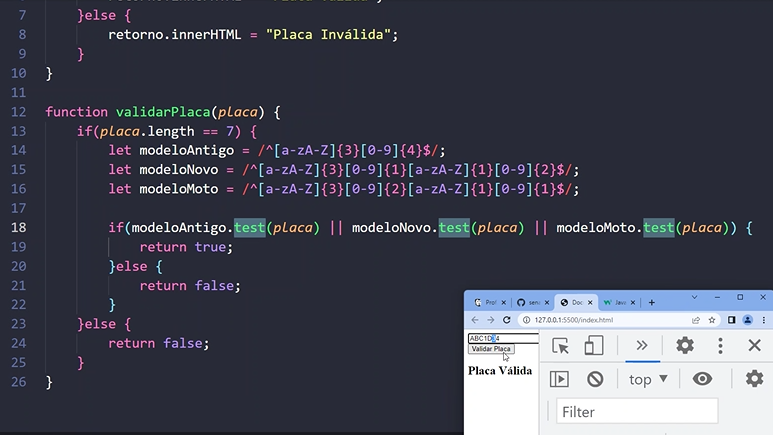 7 }else {
8 retorno.innerHTML = "Placa Inválida";
9 }
10 }
11
12 function validarPlaca(placa) {
13 if(placa.length == 7) {
14 let modeloAntigo = /^[a-zA-Z]{3}[0-9]{4}$/;
15 let modeloNovo = /^[a-zA-Z]{3}[0-9]{1}[a-zA-Z]{1}[0-9]{2}$/;
16 let modeloMoto = /^[a-zA-Z]{3}[0-9]{2}[a-zA-Z]{1}[0-9]{1}$/;
17
18 if(modeloAntigo.test(placa) || modeloNovo.test(placa) || modeloMoto.test(placa)) {
19 return true;
20 }else {
21 return false;
22 }
23 }else {
24 return false;
25 }
26 }
Doc
Java
127.0.0.1:5500/index.html
Validar Placa
Placa Válida
top
Filter